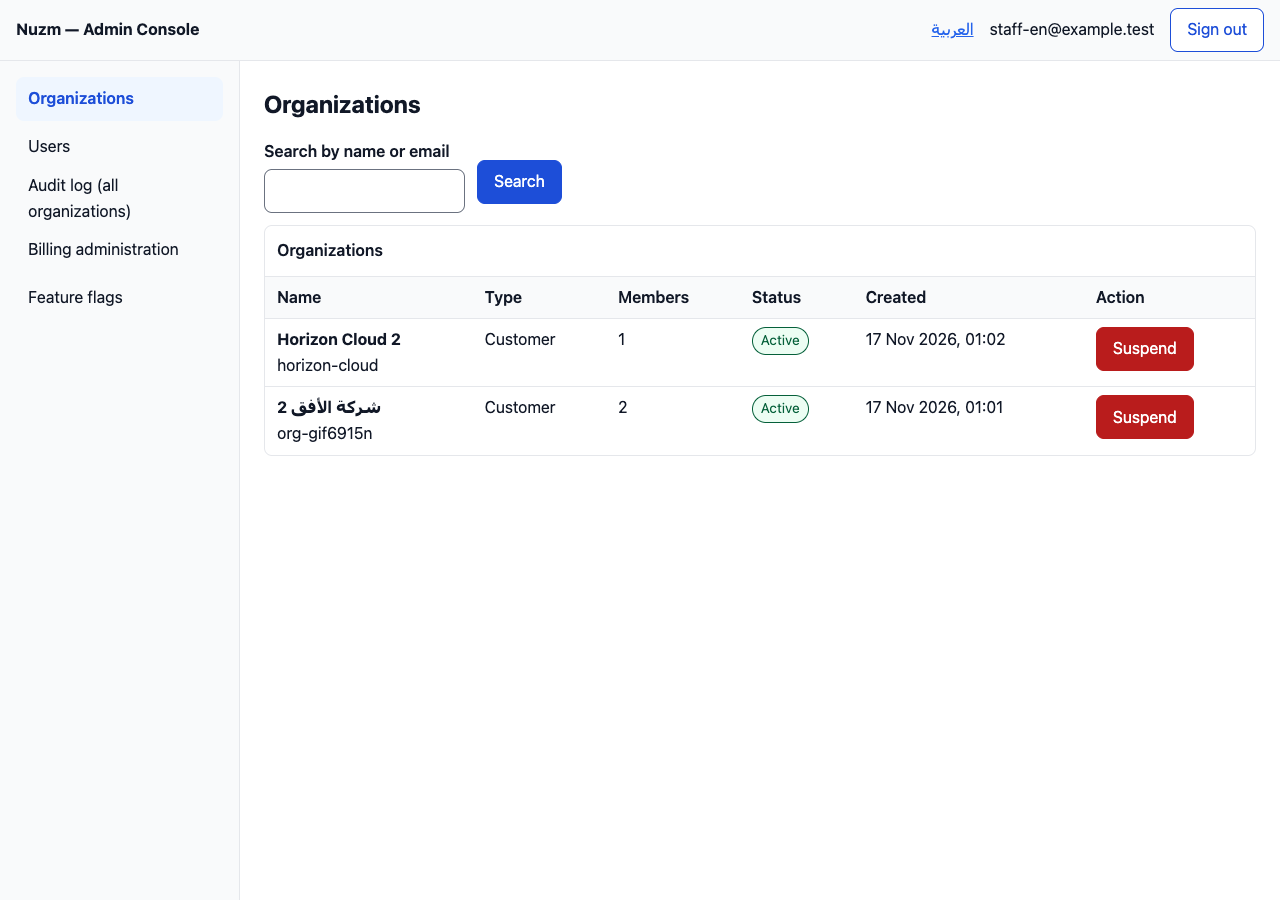 Nuzm — Admin Console
العربية
staff-en@example.test
Sign out
Organizations
Users
Audit log (all
organizations)
Billing administration
Feature flags
Organizations
Search by name or email
Search
Organizations
Name Type Members Status Created Action
Horizon Cloud 2 Customer 1 Active 17 Nov 2026, 01:02 Suspend
horizon-cloud
شركة الأفق 2 Customer 2 Active 17 Nov 2026, 01:01 Suspend
org-gif6915n